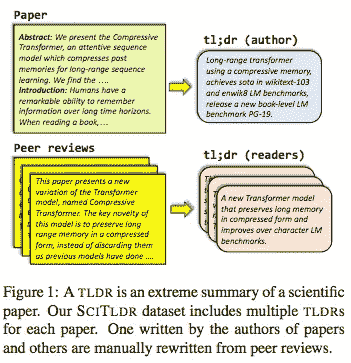 Paper
Abstract: We present the Compressive
Transformer, an attentive sequence
model which compresses past
memories for long-range sequence
learning. We find the ....
Introduction: Humans have a
remarkable ability to remember
information over long time horizons.
When reading a book,...
tl;dr (author)
Long-range transformer
using a compressive memory,
achieves sota in wikitext-103
and enwik8 LM benchmarks,
release a new book-level LM
benchmark PG-19.
Peer reviews
This paper presents a new
variation of the Transformer
model, named Compressive
Transformer. The key novelty of
this model is to preserve long
range memory in a compressed
form, instead of discarding them
as previous models have done ....
tl;dr (readers)
A new Transformer model
that preserves long memory
in compressed form and
improves over character LM
benchmarks.
Figure 1: A TLDR is an extreme summary of a scientific
paper. Our SCITLDR dataset includes multiple TLDRs
for each paper. One written by the authors of papers
and others are manually rewritten from peer reviews.